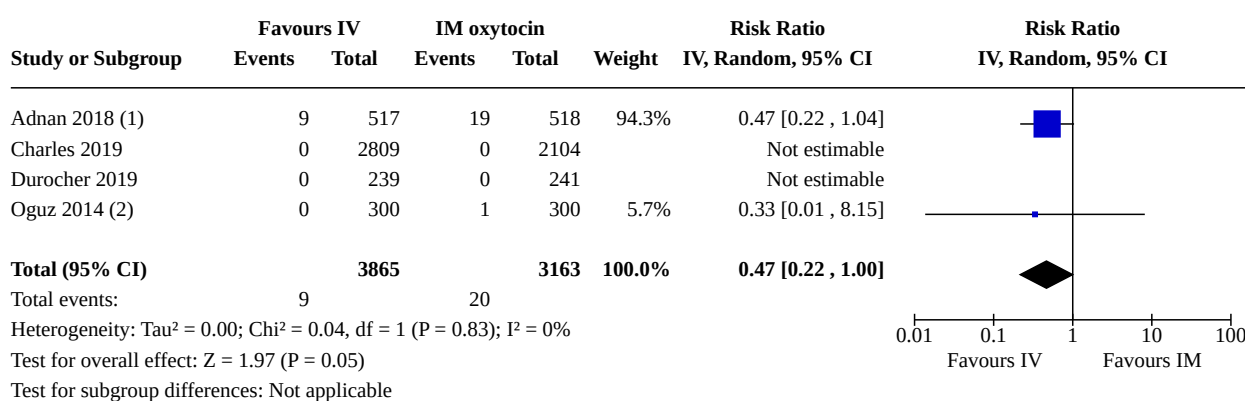 Favours IV IM oxytocin Risk Ratio Risk Ratio
Study or Subgroup Events Total Events Total Weight IV, Random, 95% CI IV, Random, 95% CI
Adnan 2018 (1) 9 517 19 518 94.3% 0.47 [0.22 , 1.04]
Charles 2019 0 2809 0 2104 Not estimable
Durocher 2019 0 239 0 241 Not estimable
Oguz 2014 (2) 0 300 1 300 5.7% 0.33 [0.01 , 8.15]
Total (95% CI) 3865 3163 100.0% 0.47 [0.22 , 1.00]
Total events: 9 20
Heterogeneity: Tau² = 0.00; Chi² = 0.04, df = 1 (P = 0.83); I² = 0%
0.01 0.1 1 10 100
Test for overall effect: Z = 1.97 (P = 0.05)
Favours IV Favours IM
Test for subgroup differences: Not applicable